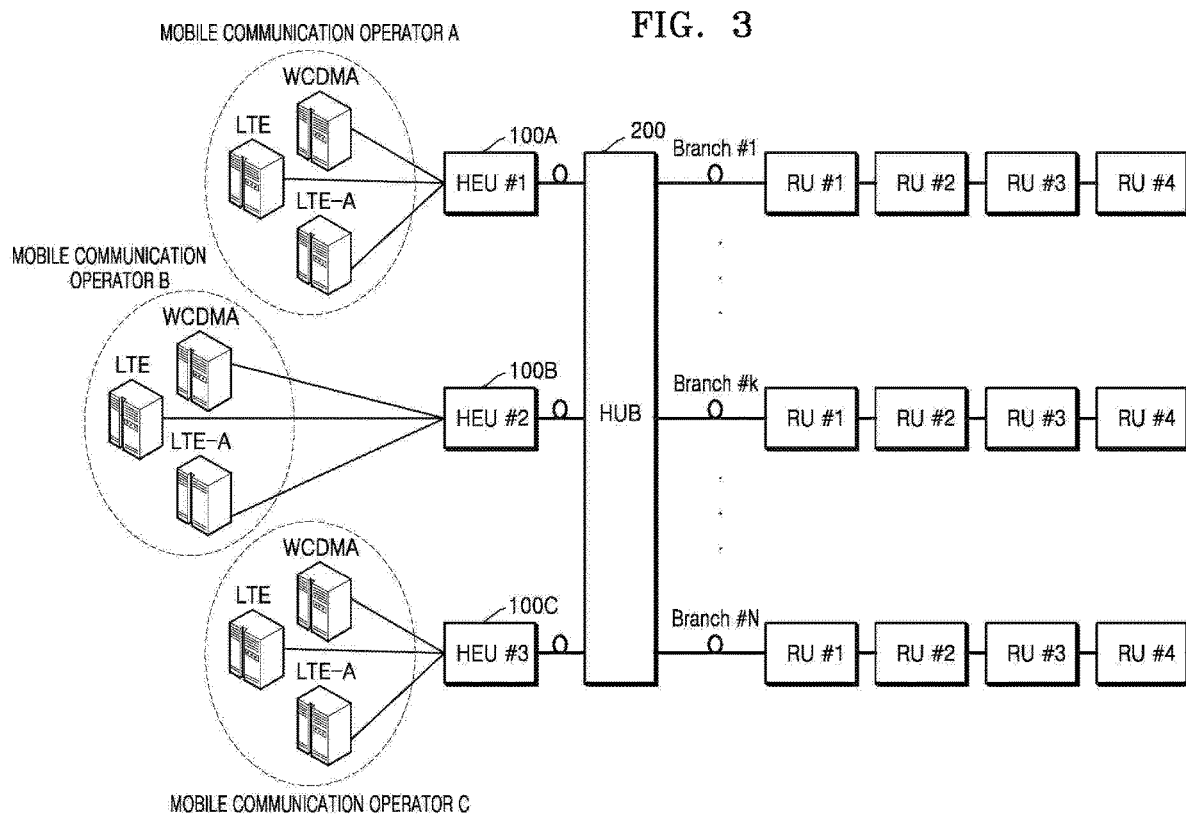 FIG. 3
MOBILE COMMUNICATION OPERATOR A
WCDMA
LTE
LTE-A
100A
HEU #1
200
HUB
Branch #1
RU #1
RU #2
RU #3
RU #4
MOBILE COMMUNICATION
OPERATOR B
WCDMA
LTE
LTE-A
100B
HEU #2
Branch #k
RU #1
RU #2
RU #3
RU #4
WCDMA
LTE
LTE-A
100C
HEU #3
Branch #N
RU #1
RU #2
RU #3
RU #4
MOBILE COMMUNICATION OPERATOR C